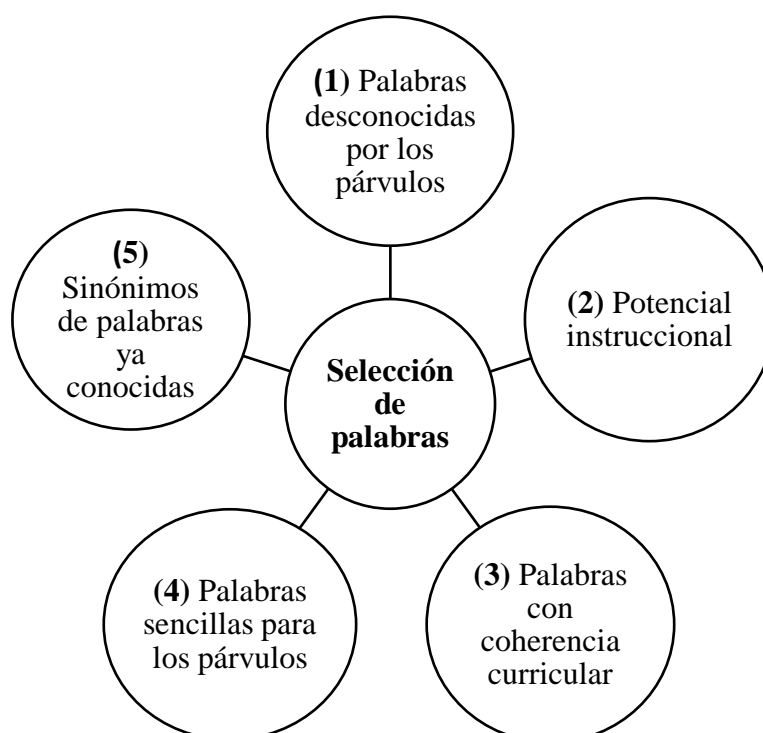 (1) Palabras
desconocidas
por los
párvulos
(5)
Sinónimos
de palabras
ya
conocidas
(2) Potencial
instruccional
Selección
de
palabras
(4) Palabras
sencillas para
los párvulos
(3) Palabras
con
coherencia
curricular